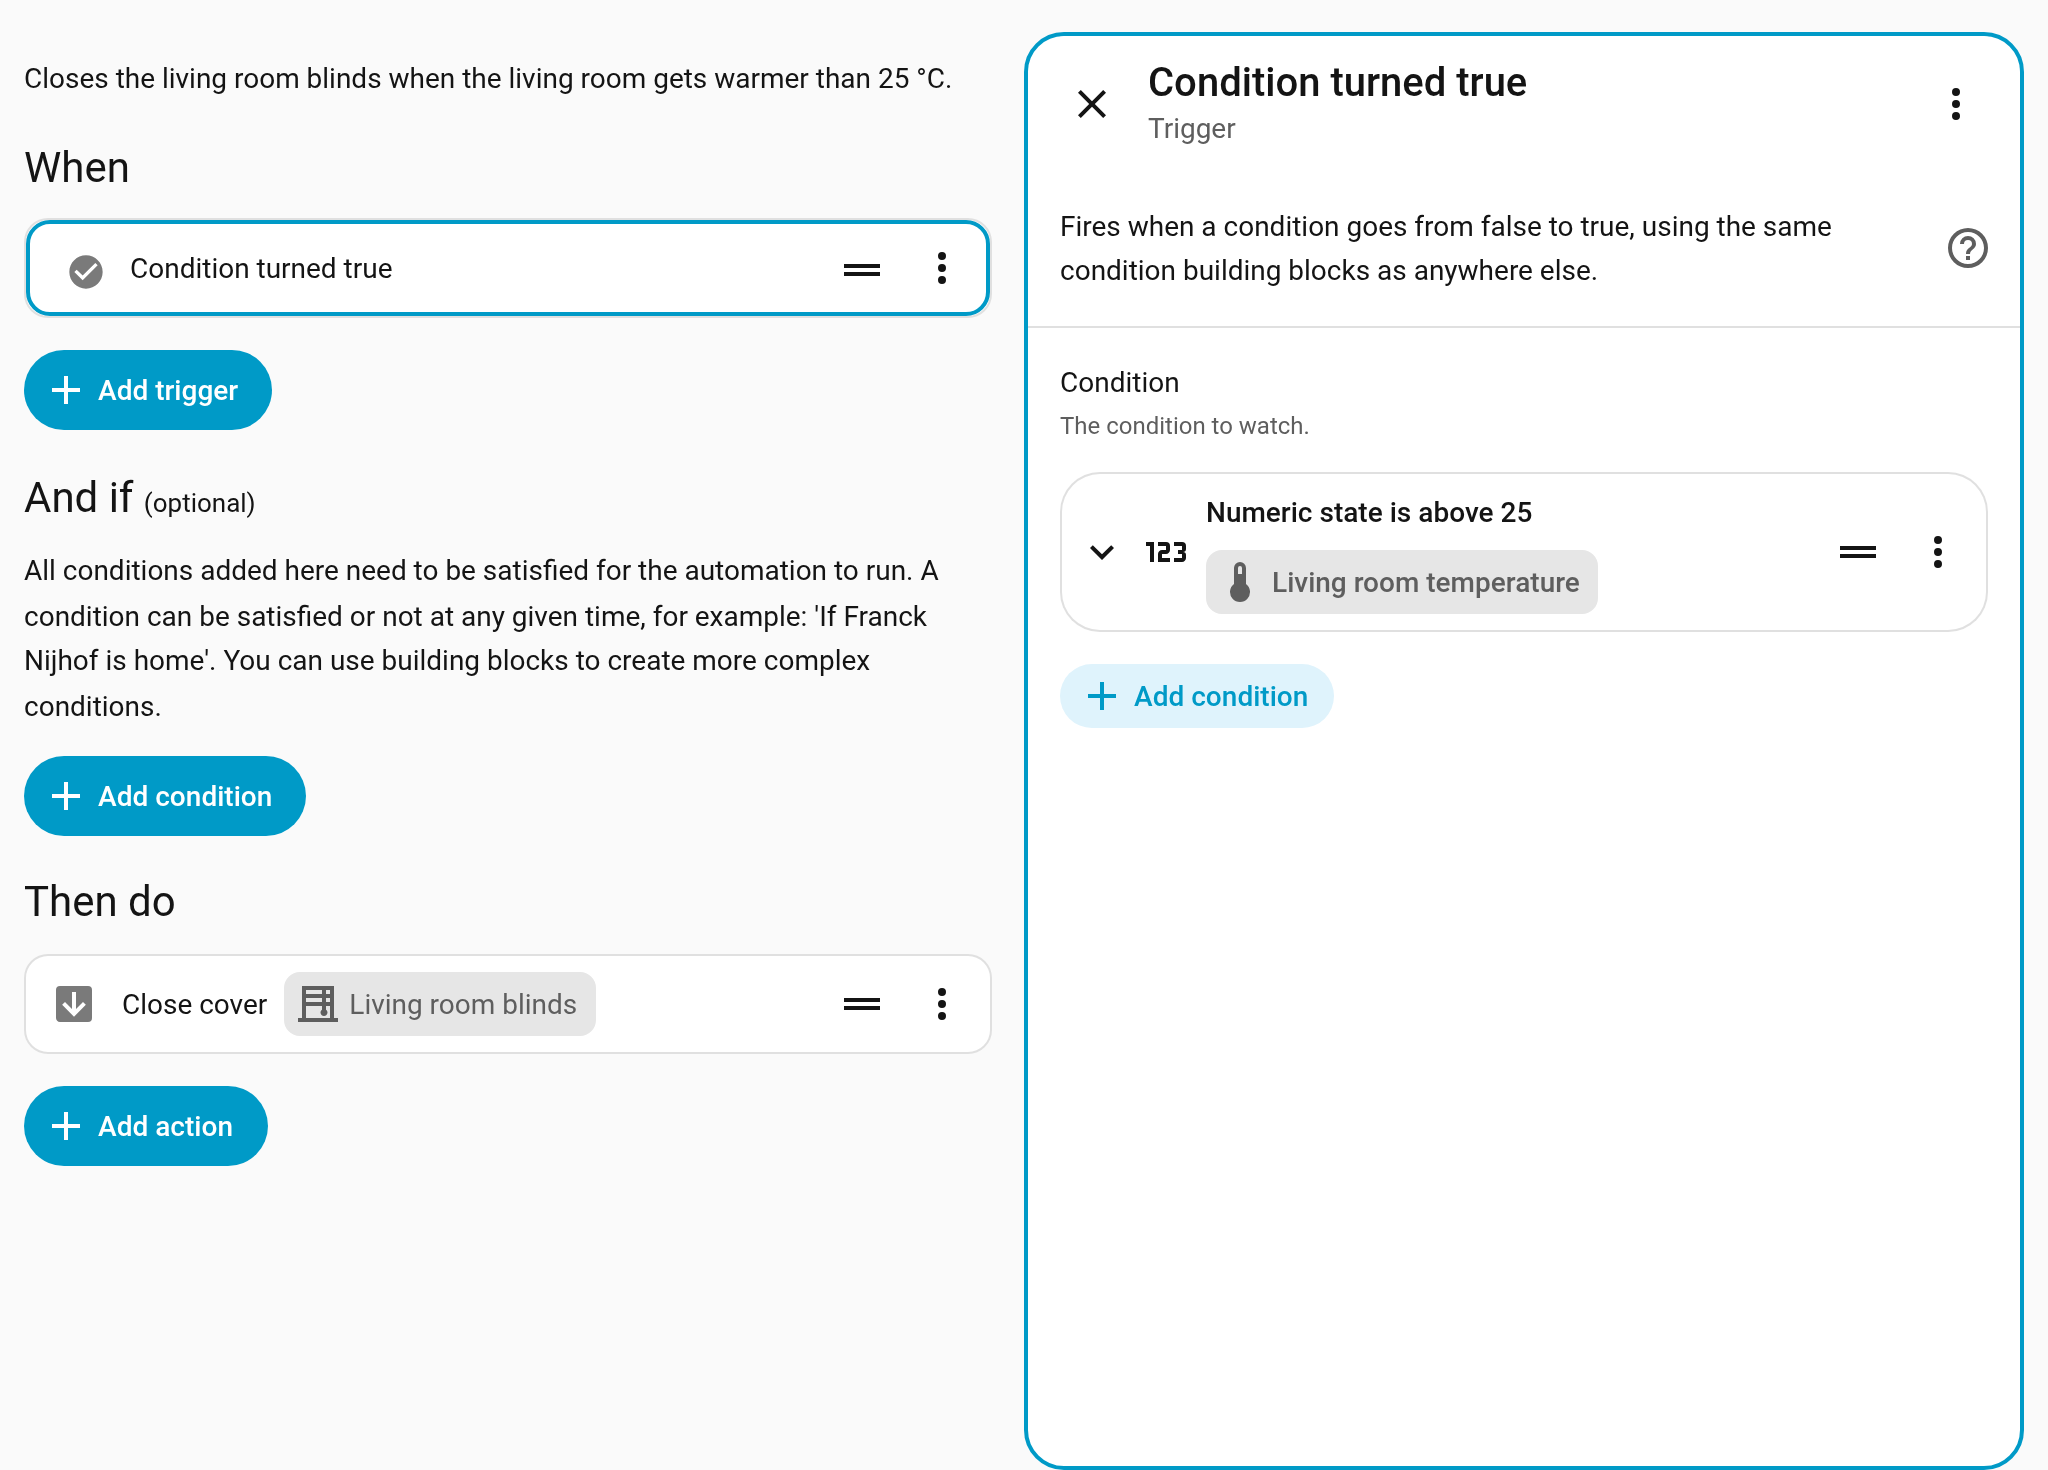 Closes the living room blinds when the living room gets warmer than 25 °C.
When
Condition turned true
Add trigger
And if (optional)
All conditions added here need to be satisfied for the automation to run. A
condition can be satisfied or not at any given time, for example: 'If Franck
Nijhof is home'. You can use building blocks to create more complex
conditions.
Add condition
Then do
Close cover Living room blinds
Add action
Condition turned true
Trigger
Fires when a condition goes from false to true, using the same
condition building blocks as anywhere else.
Condition
The condition to watch.
123 Numeric state is above 25
Living room temperature
Add condition